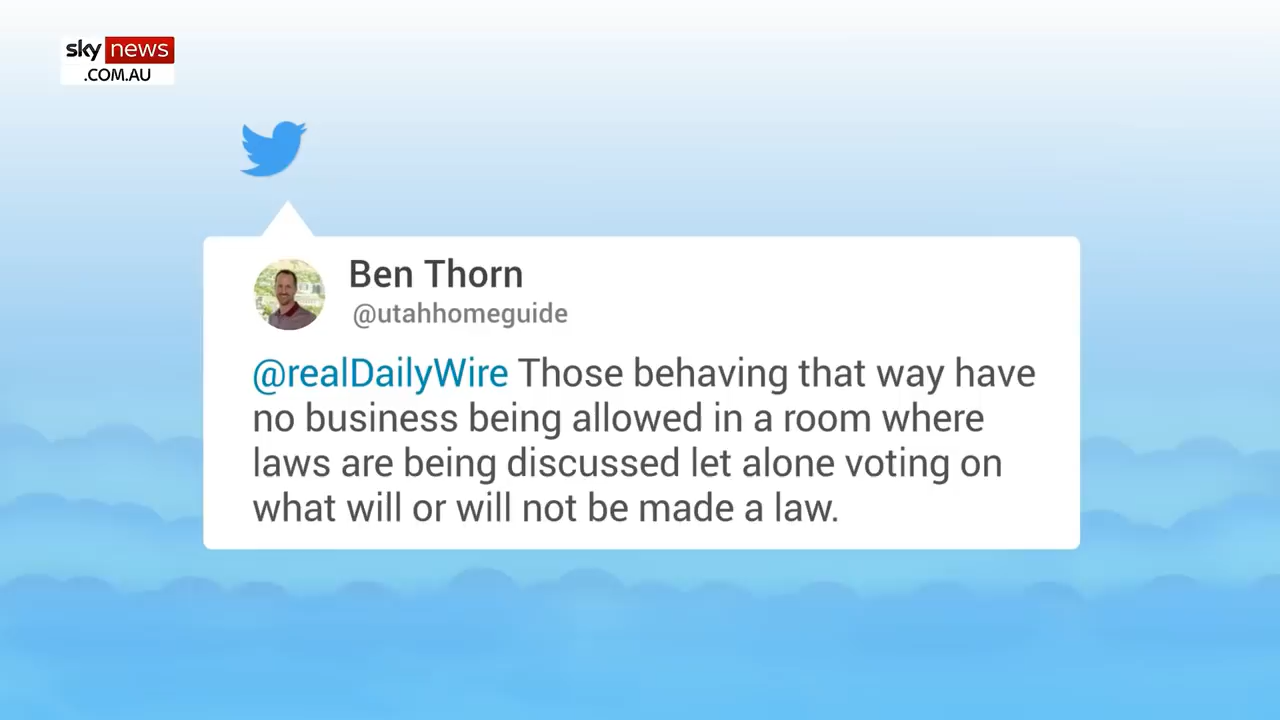 sky news
.COM.AU
Ben Thorn
@utahhomeguide
@realDailyWire Those behaving that way have
no business being allowed in a room where
laws are being discussed let alone voting on
what will or will not be made a law.